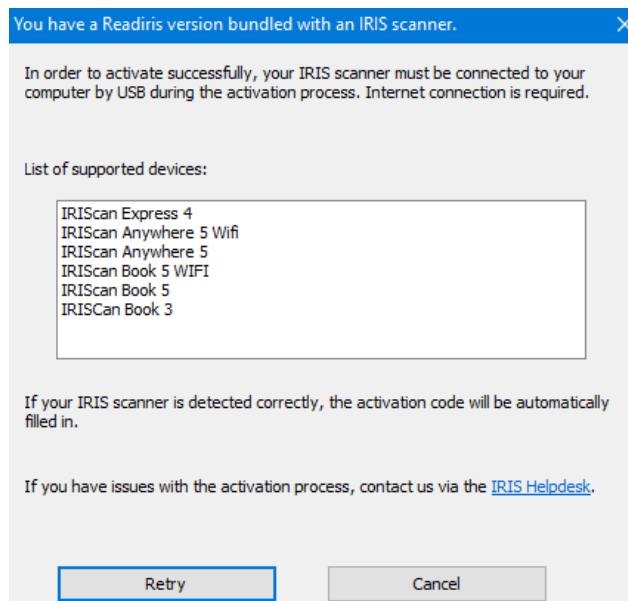 You have a Readiris version bundled with an IRIS scanner.
In order to activate successfully, your IRIS scanner must be connected to your
computer by USB during the activation process. Internet connection is required.
List of supported devices:
IRIScan Express 4
IRIScan Anywhere 5 Wifi
IRIScan Anywhere 5
IRIScan Book 5 WIFI
IRIScan Book 5
IRISCan Book 3
If your IRIS scanner is detected correctly, the activation code will be automatically
filled in.
If you have issues with the activation process, contact us via the IRIS Helpdesk.
Retry
Cancel